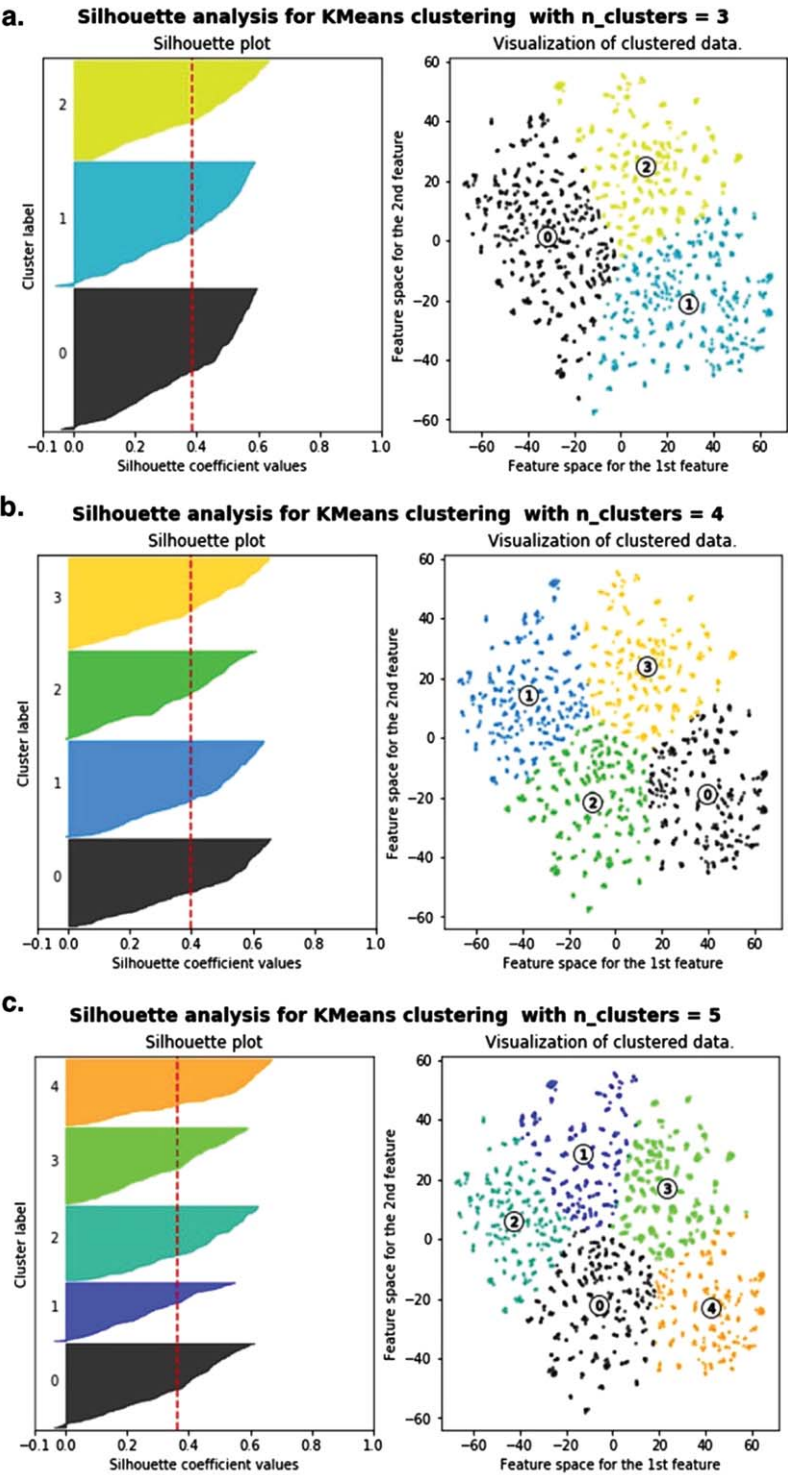 a.
Silhouette analysis for KMeans clustering with n_clusters = 3
Silhouette plot
2
1
0
Cluster label
−0.1 0.0 0.2 0.4 0.6 0.8 1.0
Silhouette coefficient values
Visualization of clustered data.
60
40
20
0
−20
−40
−60
Feature space for the 2nd feature
2
0
1
−60 −40 −20 0 20 40 60
Feature space for the 1st feature
b.
Silhouette analysis for KMeans clustering with n_clusters = 4
Silhouette plot
3
2
1
0
Cluster label
−0.1 0.0 0.2 0.4 0.6 0.8 1.0
Silhouette coefficient values
Visualization of clustered data.
60
40
20
0
−20
−40
−60
Feature space for the 2nd feature
3
1
0
2
−60 −40 −20 0 20 40 60
Feature space for the 1st feature
c.
Silhouette analysis for KMeans clustering with n_clusters = 5
Silhouette plot
4
3
2
1
0
Cluster label
−0.1 0.0 0.2 0.4 0.6 0.8 1.0
Silhouette coefficient values
Visualization of clustered data.
60
40
20
0
−20
−40
−60
Feature space for the 2nd feature
1
3
2
0
4
−60 −40 −20 0 20 40 60
Feature space for the 1st feature